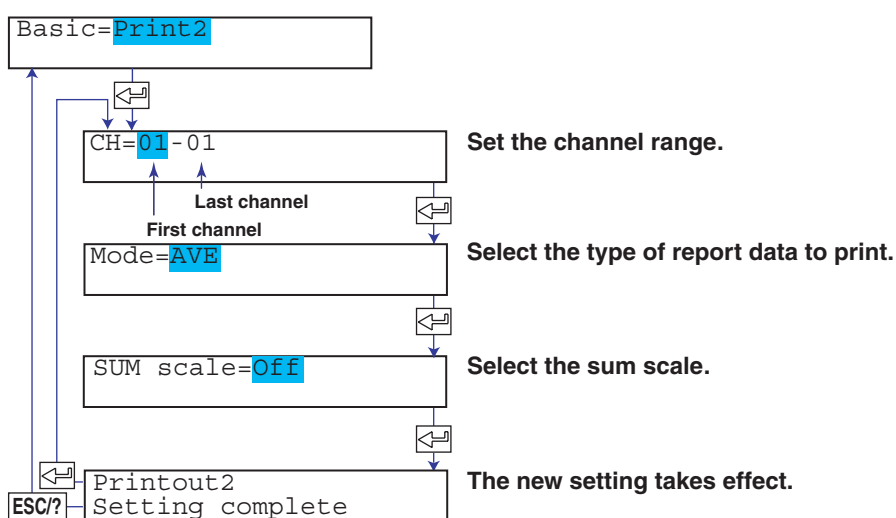 Basic=Print2
CH=01-01
Set the channel range.
Last channel
First channel
Mode=AVE
Select the type of report data to print.
SUM scale=Off
Select the sum scale.
Printout2
The new setting takes effect.
ESC/?
Setting complete